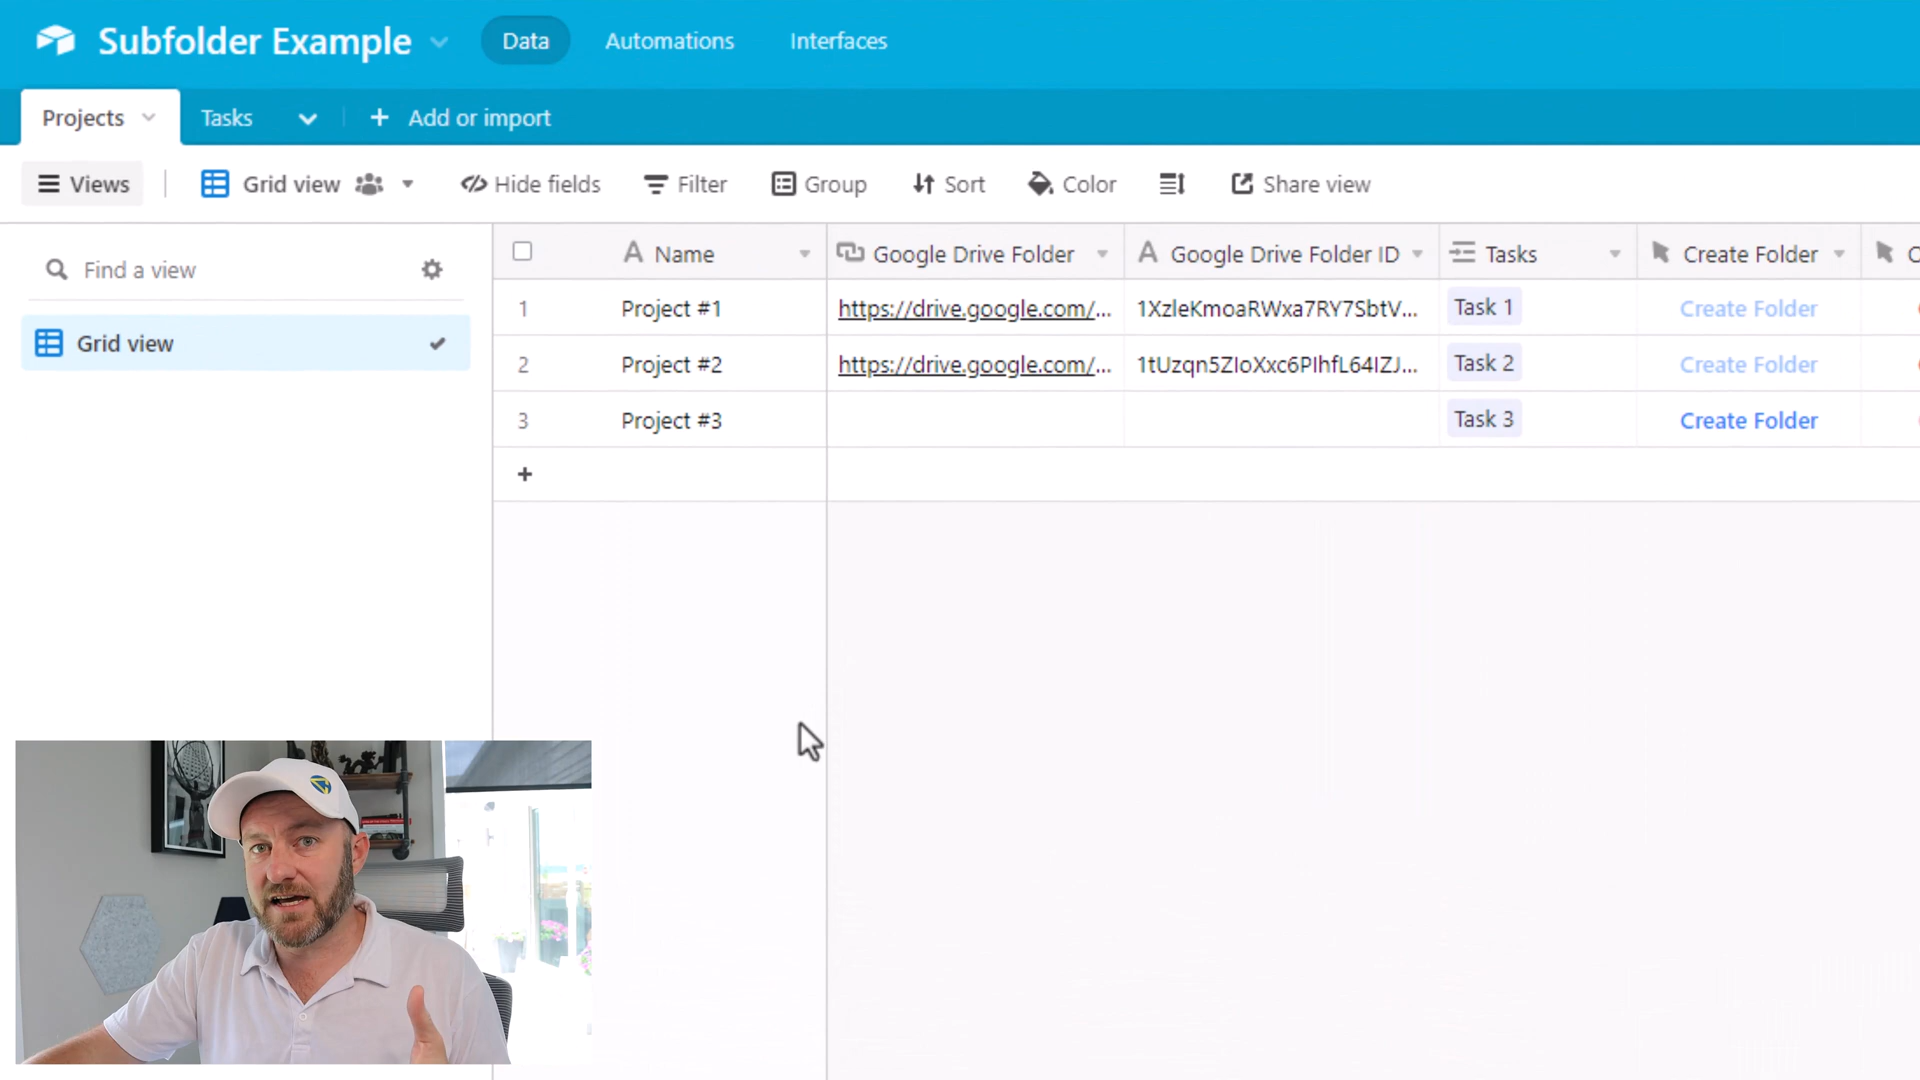 Subfolder Example Data Automations Interfaces
Projects Tasks + Add or import
Views Grid view Hide fields Filter Group Sort Color Share view
Find a view
Grid view
Name Google Drive Folder Google Drive Folder ID Tasks Create Folder
1 Project #1 https://drive.google.com/... 1XzleKmoaRWxa7RY7SbtV... Task 1 Create Folder
2 Project #2 https://drive.google.com/... 1tUzqn5ZIoXxc6PIhfL64IZJ... Task 2 Create Folder
3 Project #3 Task 3 Create Folder
+